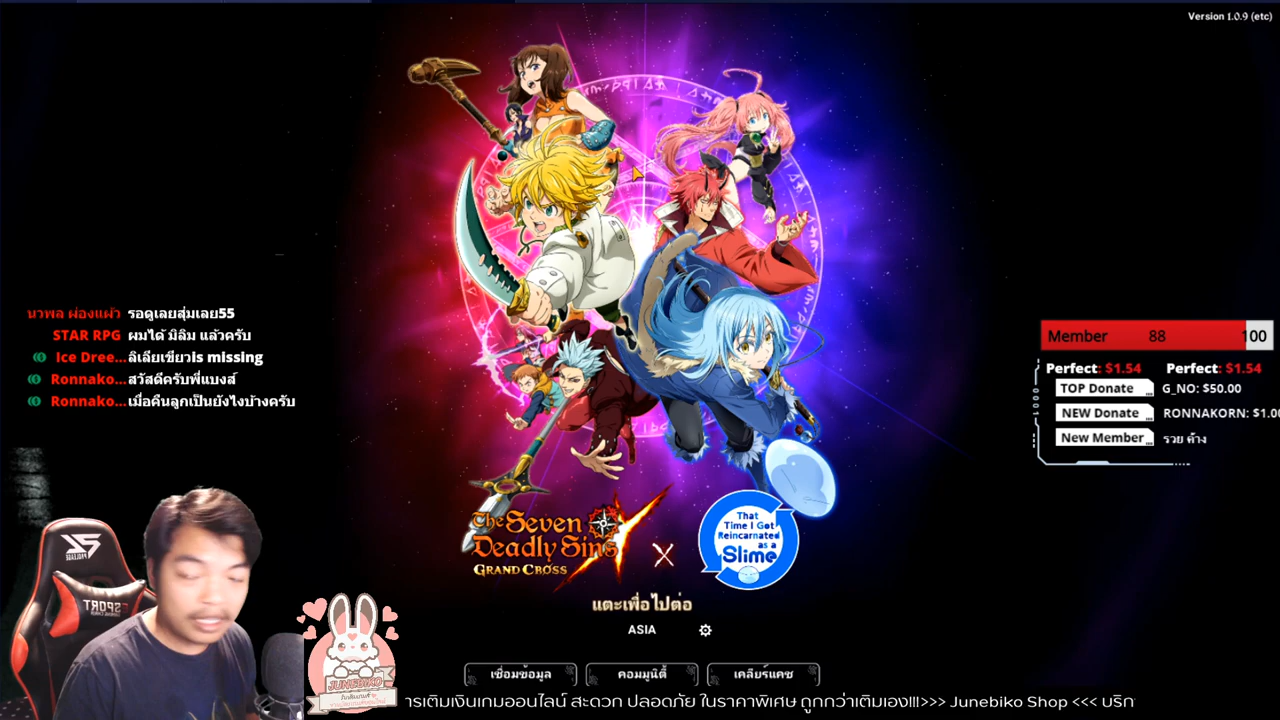 Version 1.0.9 (etc)
นวพล ผ่องแผ้ว รอดูเลยสุ่มเลย55
STAR RPG ผมได้ มิลิม แล้วครับ
Ice Dree... ลิเลียเขียวis missing
Ronnako... สวัสดีครับพี่แบงส์
Ronnako... เมื่อคืนลูกเป็นยังไงบ้างครับ
Member 88 100
Perfect: $1.54 Perfect: $1.54
TOP Donate ... G_NO: $50.00
NEW Donate ... RONNAKORN: $1.00
New Member ... รวย ค้าง
The Seven Deadly Sins
GRAND CROSS
X
That
Time I Got
Reincarnated
as a
Slime
แตะเพื่อไปต่อ
ASIA
เชื่อมข้อมูล คอมมูนิตี้ เคลียร์แคช
JUNEBIKO
ารเติมเงินเกมออนไลน์ สะดวก ปลอดภัย ในราคาพิเศษ ถูกกว่าเติมเอง!!!>>> Junebiko Shop <<< บริก